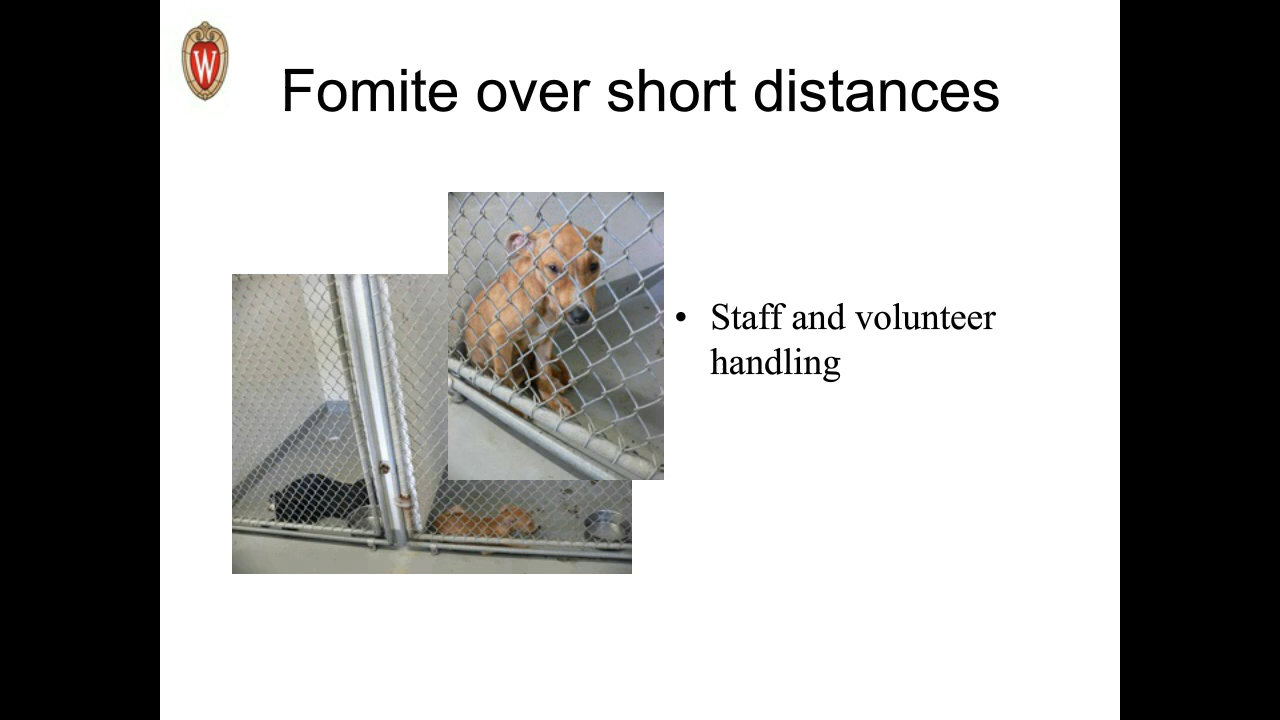 W
Fomite over short distances
• Staff and volunteer
handling